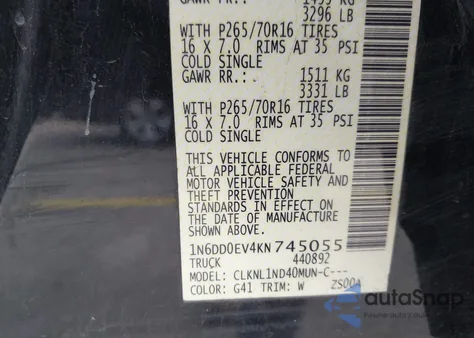 3296 LB
WITH P265/70R16 TIRES
16 X 7.0 RIMS AT 35 PSI
COLD SINGLE
GAWR RR.: 1511 KG
3331 LB
WITH P265/70R16 TIRES
16 X 7.0 RIMS AT 35 PSI
COLD SINGLE
THIS VEHICLE CONFORMS TO
ALL APPLICABLE FEDERAL
MOTOR VEHICLE SAFETY AND
THEFT PREVENTION
STANDARDS IN EFFECT ON
THE DATE OF MANUFACTURE
SHOWN ABOVE.
1N6DD0EV4KN745055
TRUCK 440892
MODEL: CLKNL1ND40MUN-C---
COLOR: G41 TRIM: W ZS00A
autoSnap